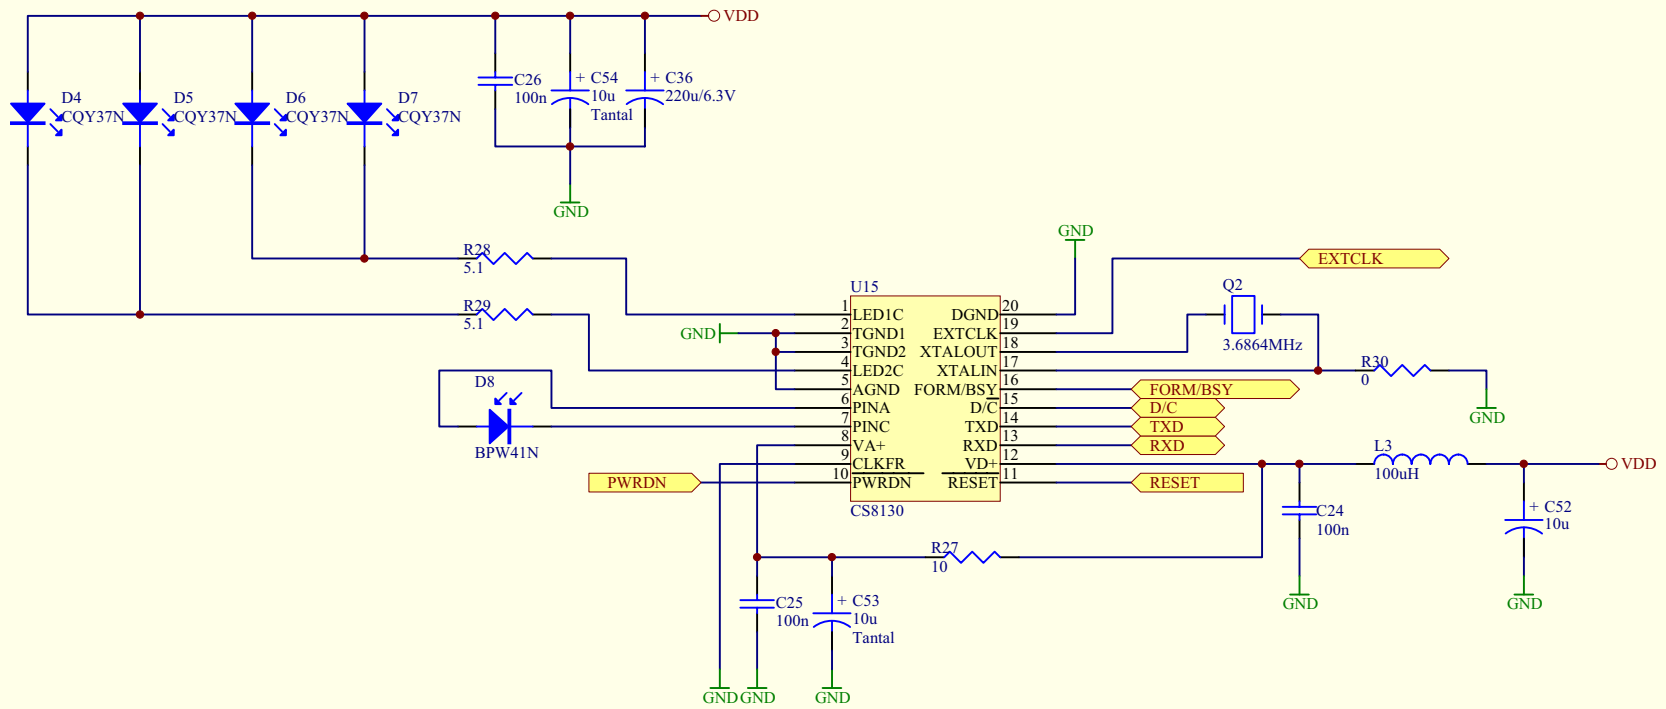 VDD
D4
CQY37N
D5
CQY37N
D6
CQY37N
D7
CQY37N
C26
100n
+ C54
10u
Tantal
+ C36
220u/6.3V
GND
R28
5.1
R29
5.1
GND
EXTCLK
U15
Q2
3.6864MHz
GND
1 LED1C
2 TGND1
3 TGND2
4 LED2C
5 AGND
6 PINA
7 PINC
8 VA+
9 CLKFR
10 PWRDN
DGND 20
EXTCLK 19
XTALOUT 18
XTALIN 17
FORM/BSY 16
D/C 15
TXD 14
RXD 13
VD+ 12
RESET 11
CS8130
R30
0
GND
D8
BPW41N
FORM/BSY
D/C
TXD
RXD
PWRDN
RESET
L3
100uH
VDD
C24
100n
+ C52
10u
GND
GND
R27
10
C25
100n
+ C53
10u
Tantal
GND
GND
GND